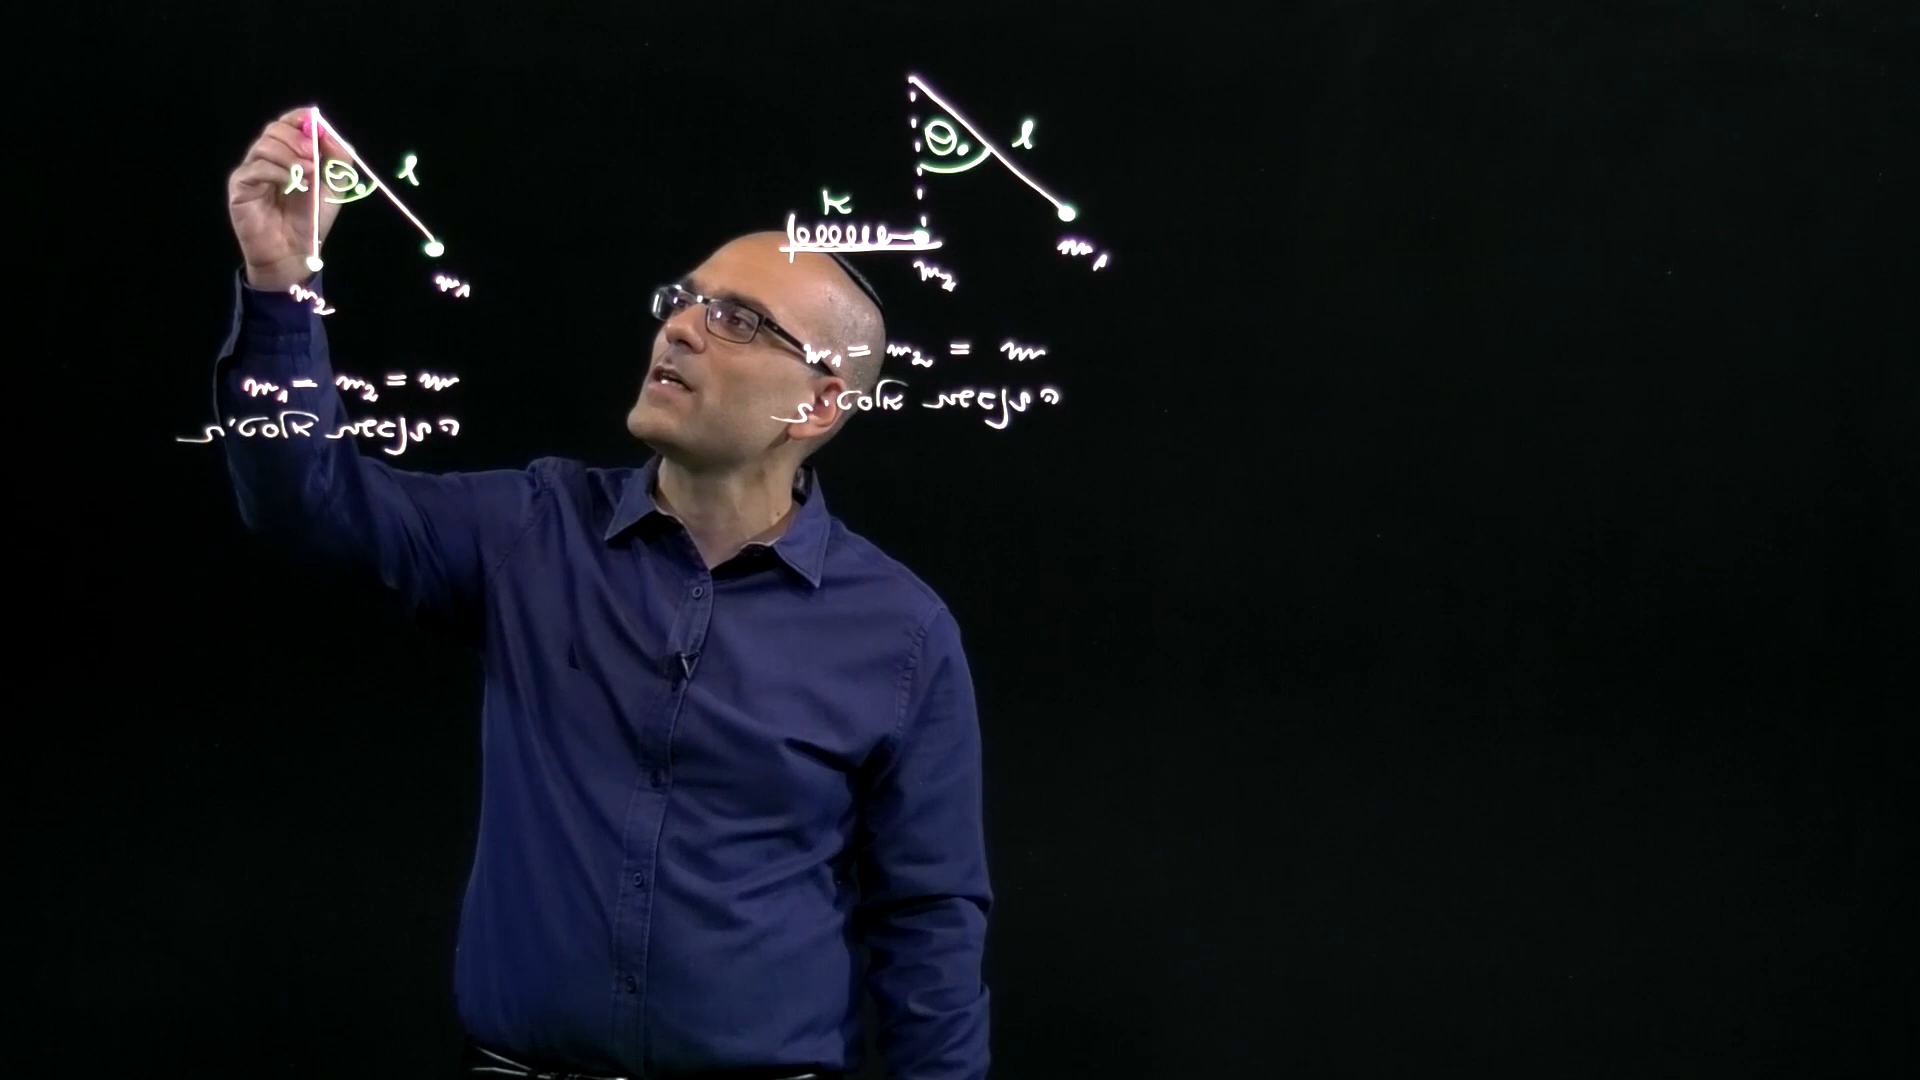 l θ₀ l
m₂ m₁
m₁ = m₂ = m
התנגשות אלסטית
θ₀ l
k
m₂ m₁
m₁ = m₂ = m
התנגשות אלסטית